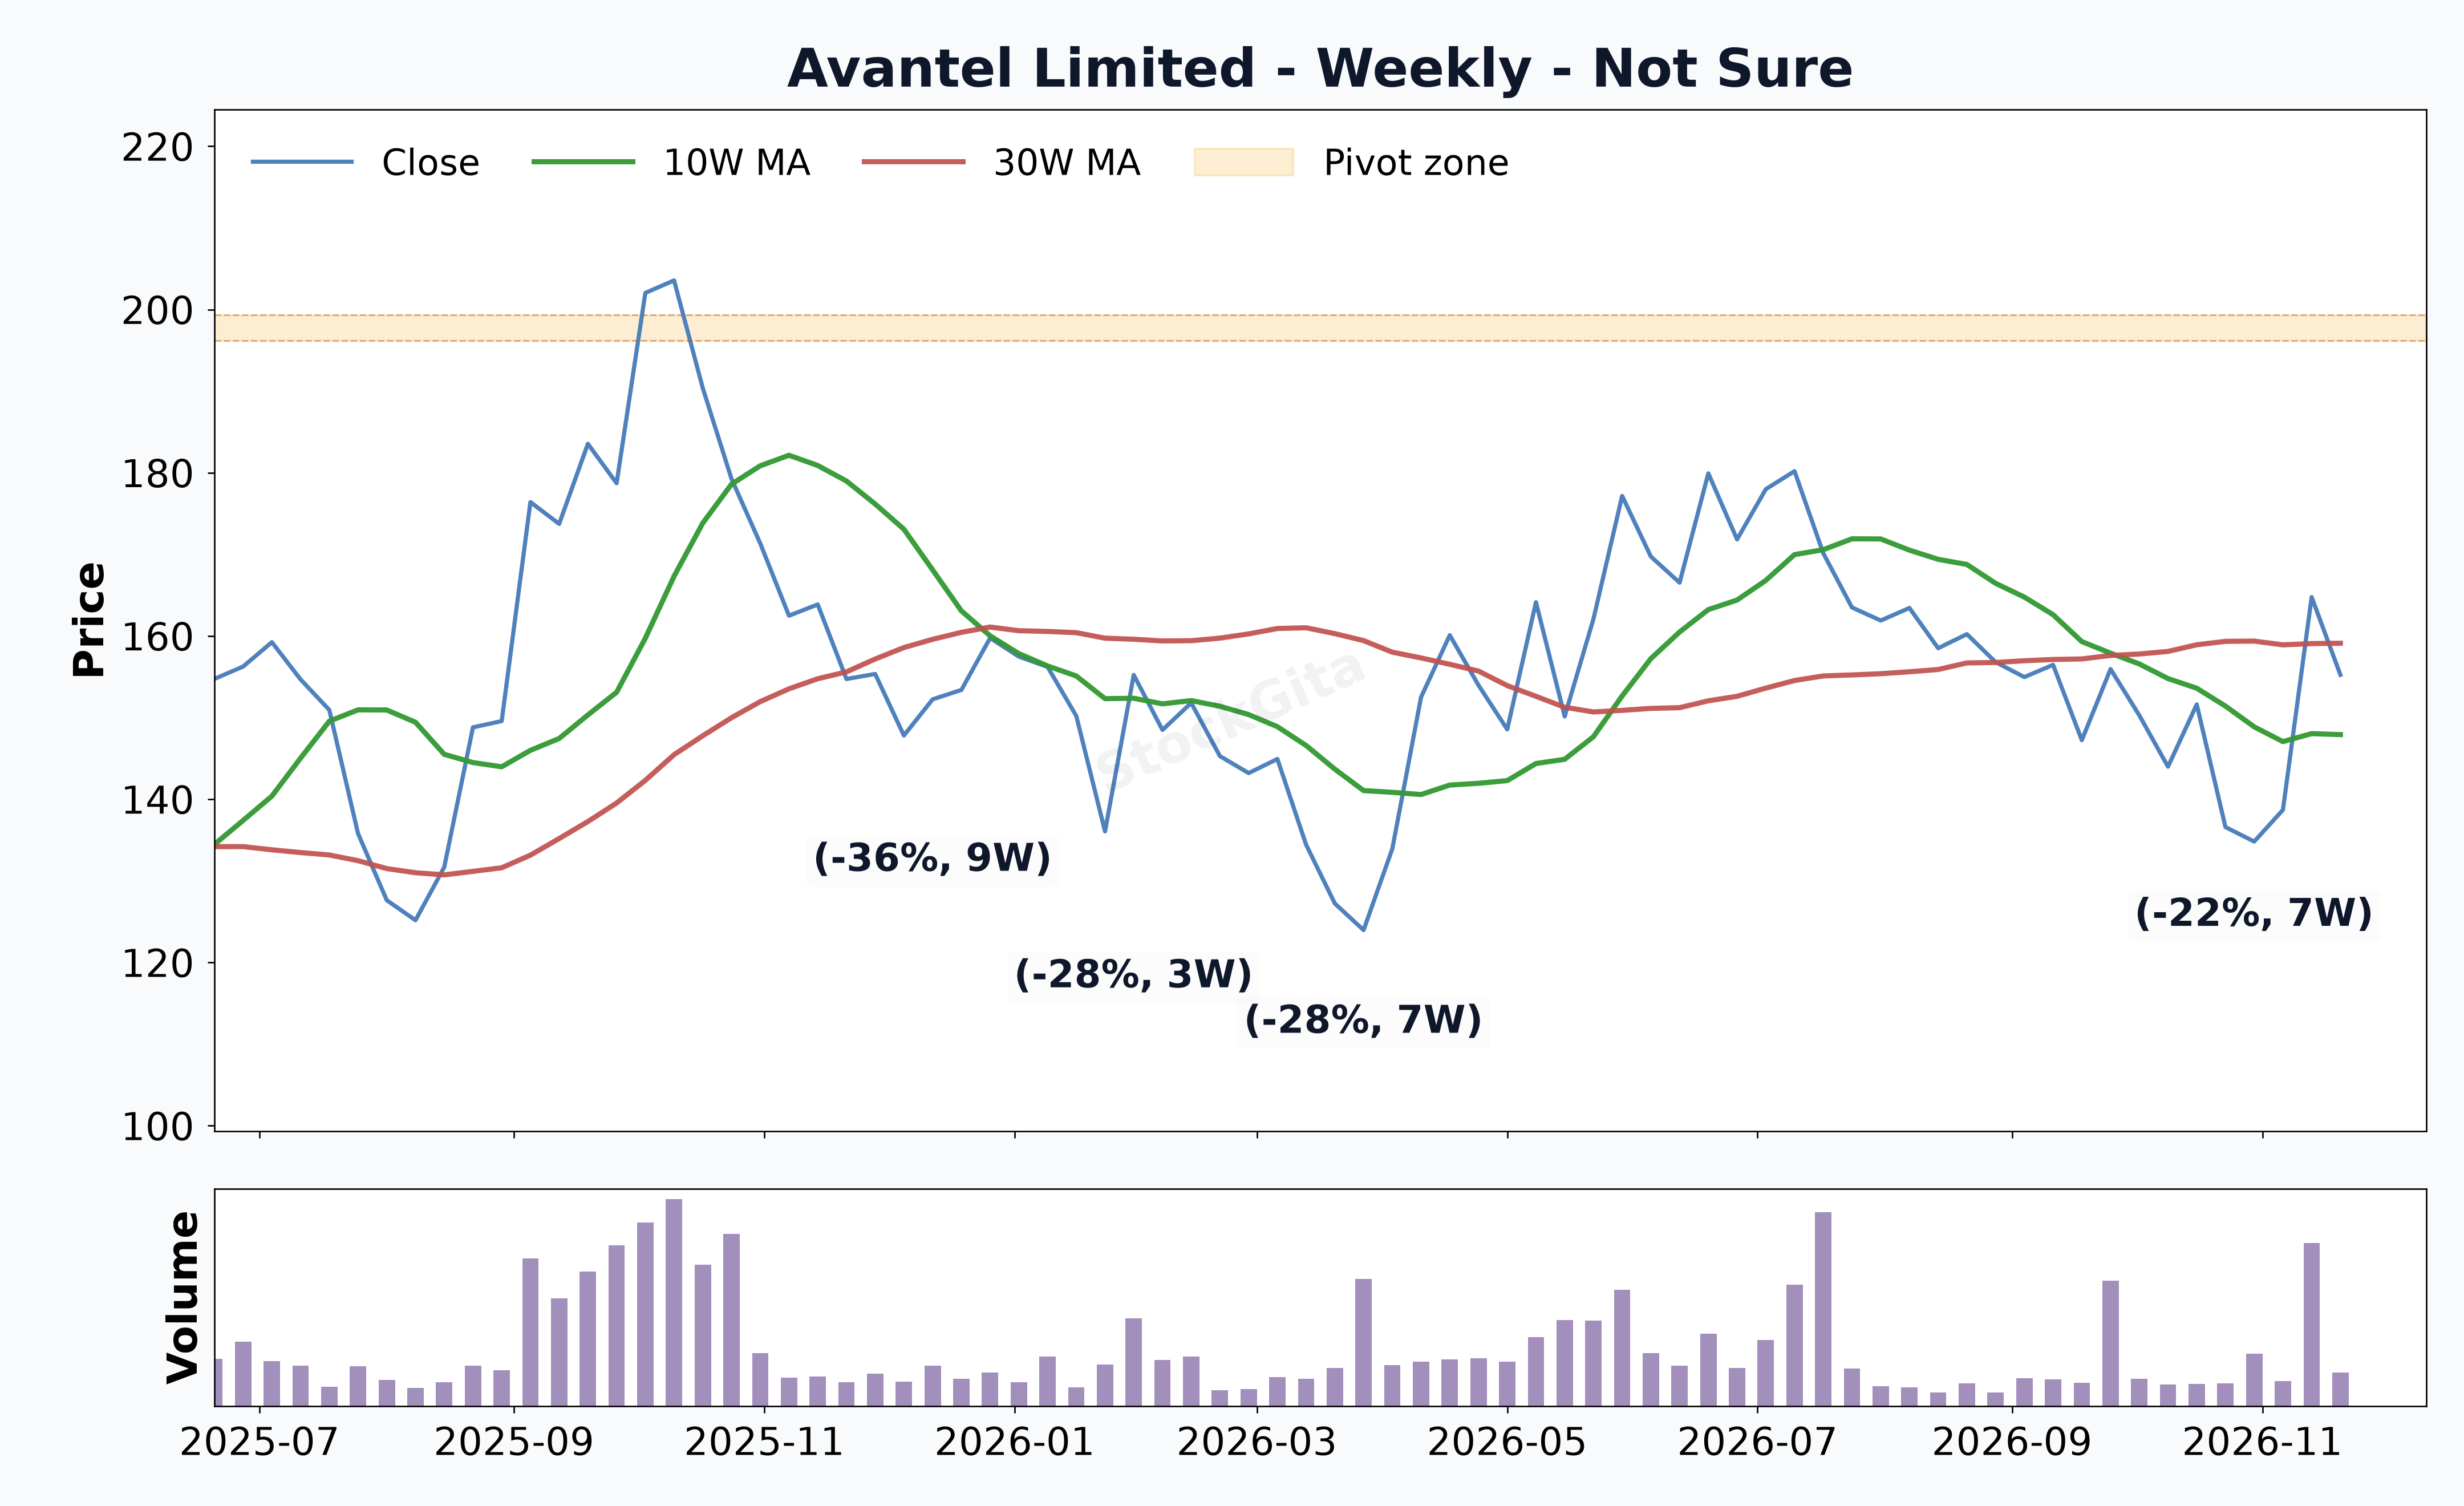 Avantel Limited - Weekly - Not Sure
Close 10W MA 30W MA Pivot zone
220
200
180
160
140
120
100
Price
StockGita
(-36%, 9W)
(-22%, 7W)
(-28%, 3W)
(-28%, 7W)
Volume
2025-07 2025-09 2025-11 2026-01 2026-03 2026-05 2026-07 2026-09 2026-11